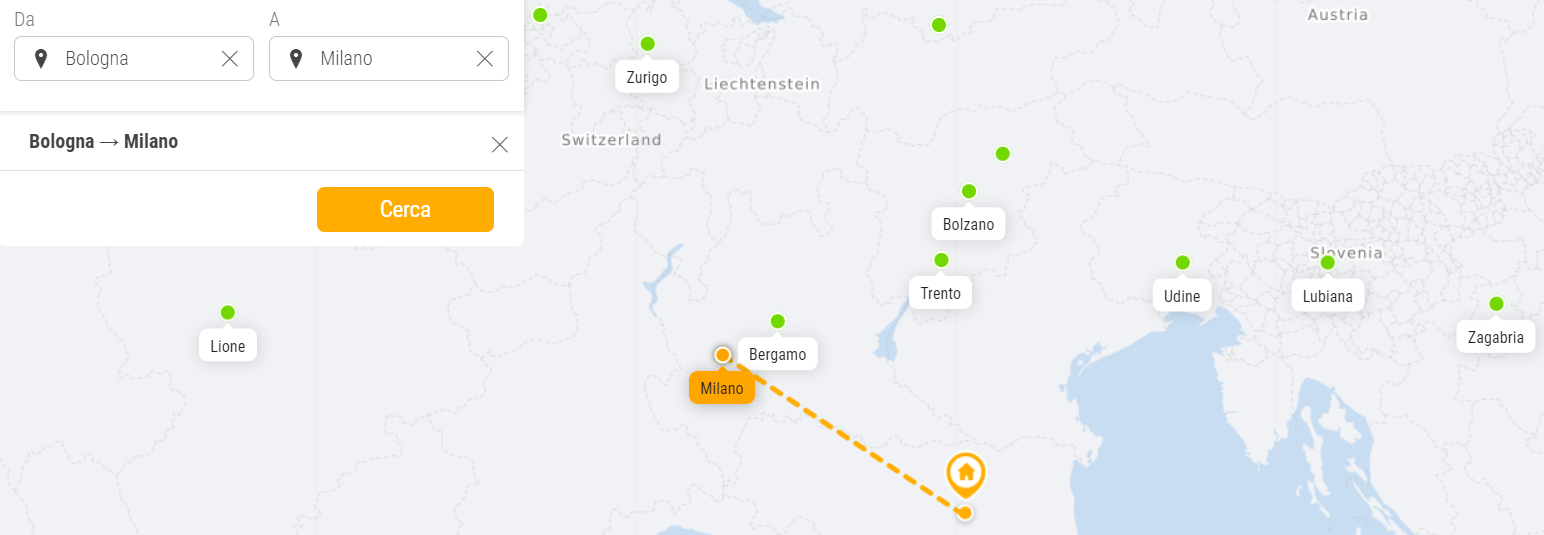 Da
A
Bologna
Milano
Bologna → Milano
Cerca
Austria
Zurigo
Liechtenstein
Switzerland
Bolzano
Slovenia
Trento
Udine
Lubiana
Zagabria
Lione
Bergamo
Milano